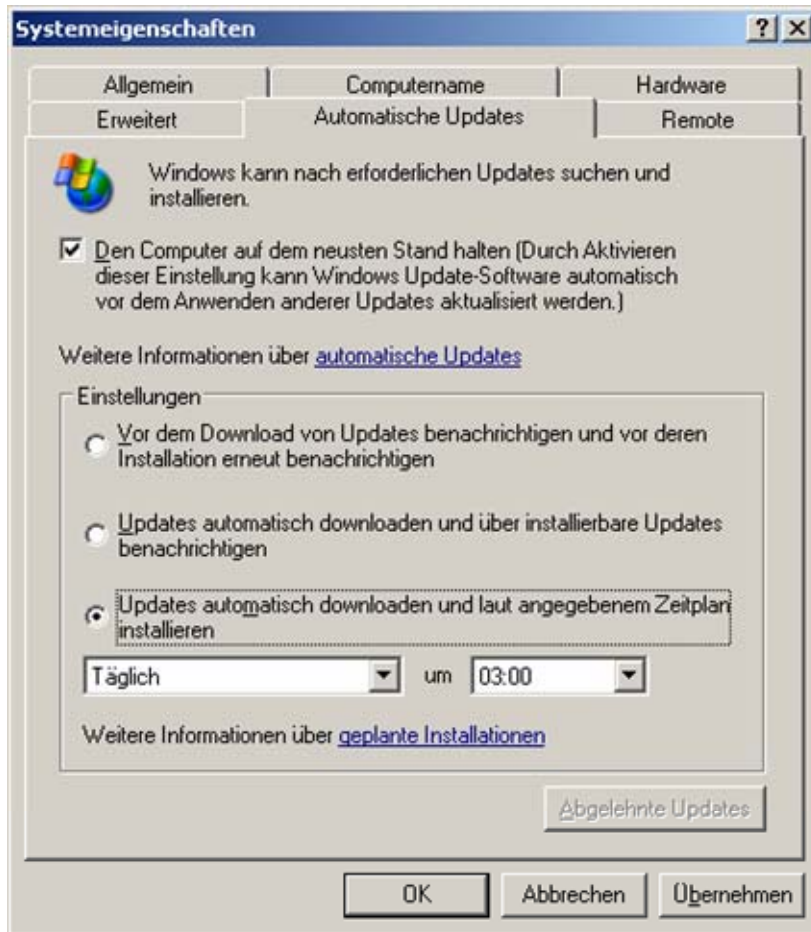 Systemeigenschaften
Allgemein
Computername
Hardware
Erweitert
Automatische Updates
Remote
Windows kann nach erforderlichen Updates suchen und
installieren.
Den Computer auf dem neusten Stand halten (Durch Aktivieren
dieser Einstellung kann Windows Update-Software automatisch
vor dem Anwenden anderer Updates aktualisiert werden.)
Weitere Informationen über automatische Updates
Einstellungen
Vor dem Download von Updates benachrichtigen und vor deren
Installation erneut benachrichtigen
Updates automatisch downloaden und über installierbare Updates
benachrichtigen
Updates automatisch downloaden und laut angegebenem Zeitplan
installieren
Täglich um 03:00
Weitere Informationen über geplante Installationen
Abgelehnte Updates
OK
Abbrechen
Übernehmen